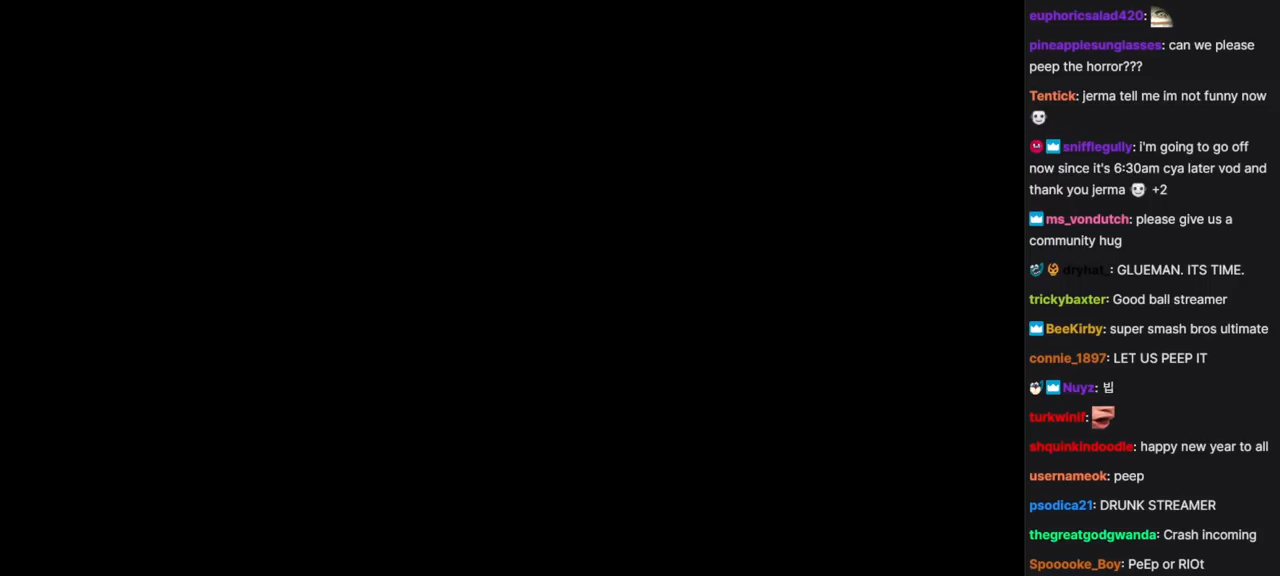 euphoricsalad420:
pineapplesunglasses: can we please
peep the horror???
Tentick: jerma tell me im not funny now
snifflegully: i'm going to go off
now since it's 6:30am cya later vod and
thank you jerma +2
ms_vondutch: please give us a
community hug
dryhat_: GLUEMAN. ITS TIME.
trickybaxter: Good ball streamer
BeeKirby: super smash bros ultimate
connie_1897: LET US PEEP IT
Nuyz: 빕
turkwinif:
shquinkindoodle: happy new year to all
usernameok: peep
psodica21: DRUNK STREAMER
thegreatgodgwanda: Crash incoming
Spooooke_Boy: PeEp or RIOt